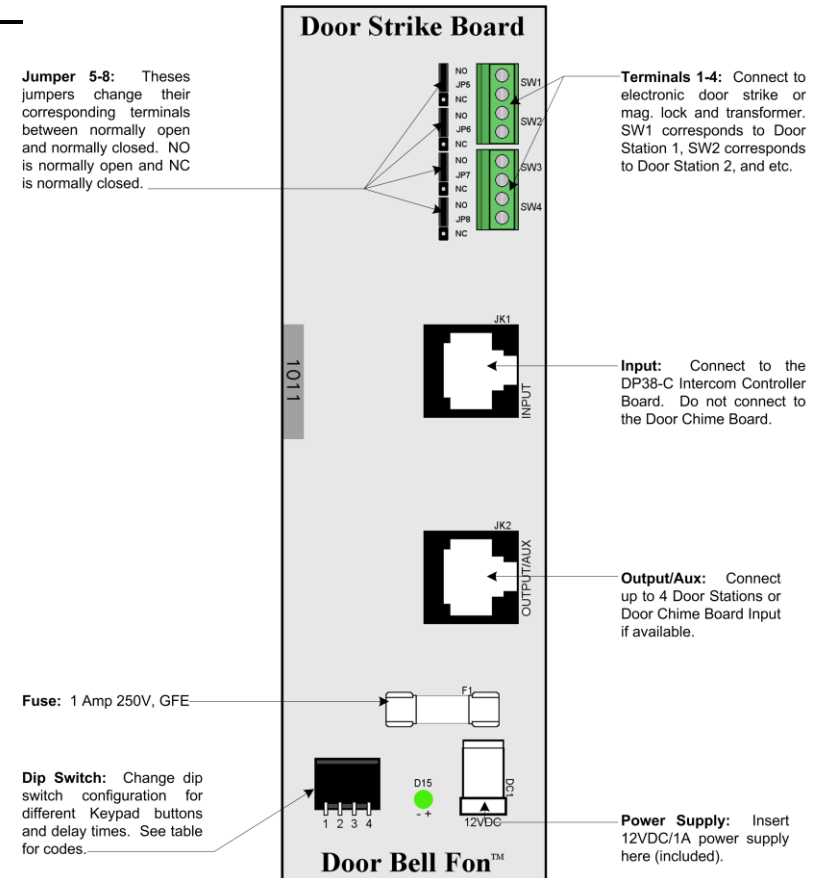 Door Strike Board
Jumper 5-8: Theses
jumpers change their
corresponding terminals
between normally open
and normally closed. NO
is normally open and NC
is normally closed.
NO
JP5
NC
NO
JP6
NC
NO
JP7
NC
NO
JP8
NC
SW1
SW2
SW3
SW4
Terminals 1-4: Connect to
electronic door strike or
mag. lock and transformer.
SW1 corresponds to Door
Station 1, SW2 corresponds
to Door Station 2, and etc.
1011
JK1
INPUT
Input: Connect to the
DP38-C Intercom Controller
Board. Do not connect to
the Door Chime Board.
JK2
OUTPUT/AUX
Output/Aux: Connect
up to 4 Door Stations or
Door Chime Board Input
if available.
Fuse: 1 Amp 250V, GFE
F1
Dip Switch: Change dip
switch configuration for
different Keypad buttons
and delay times. See table
for codes.
1 2 3 4
D15
- +
DC1
12VDC
Power Supply: Insert
12VDC/1A power supply
here (included).
Door Bell Fon™